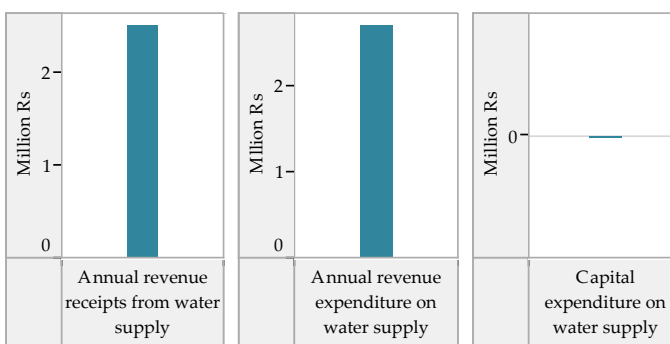 Million Rs
2
1
0
Annual revenue
receipts from water
supply
Million Rs
2
1
0
Annual revenue
expenditure on
water supply
Million Rs
0
Capital
expenditure on
water supply